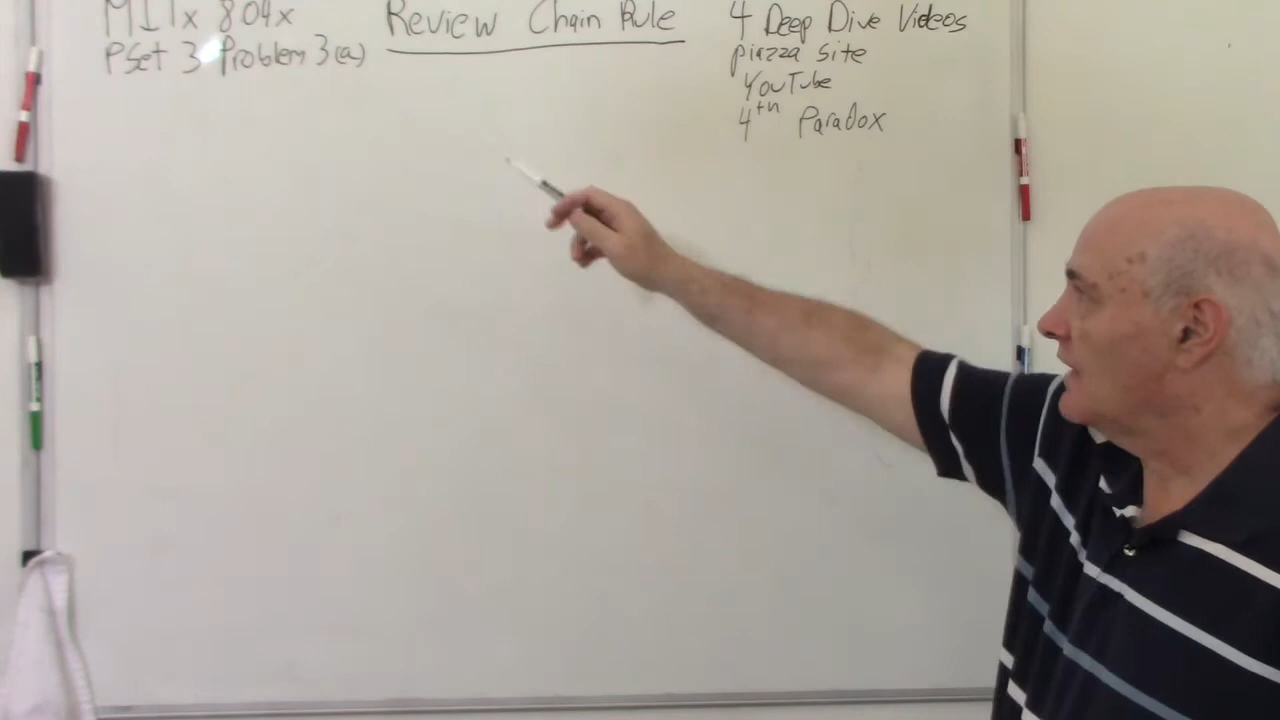 MITx 804x
PSet 3 Problem 3(a)
Review Chain Rule
4 Deep Dive Videos
piazza site
YouTube
4th Paradox